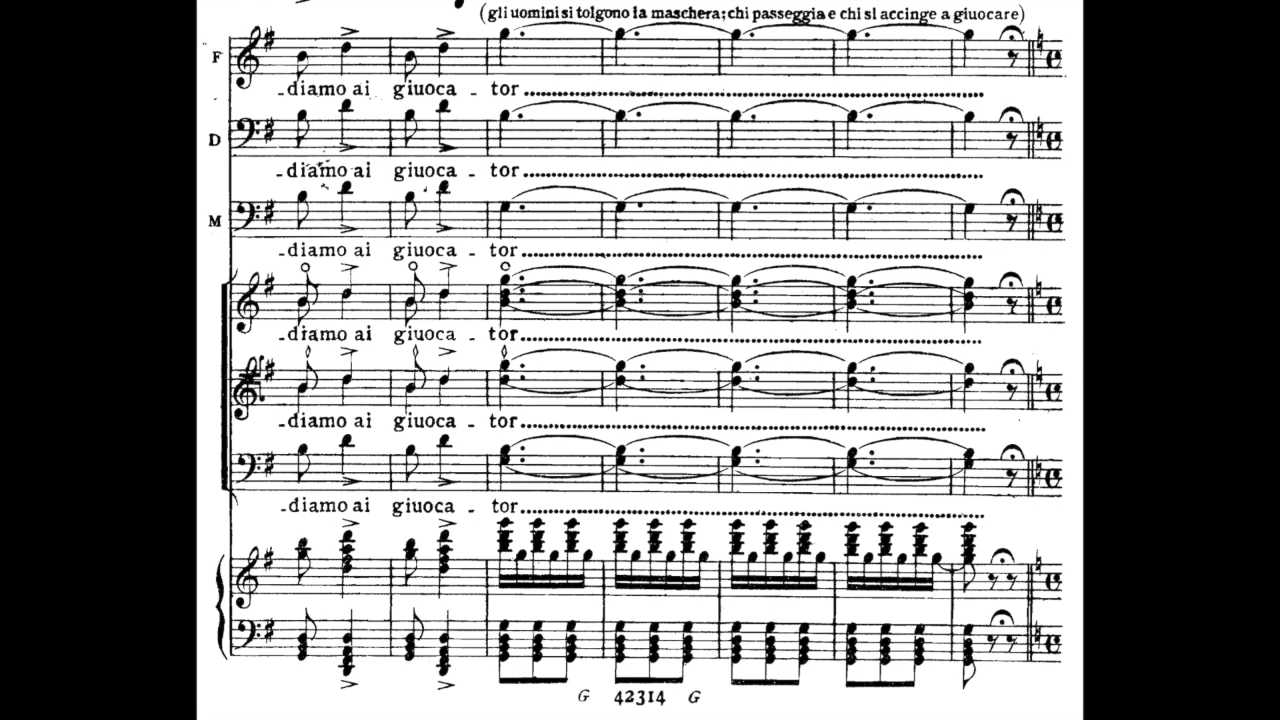 (gli uomini si tolgono la maschera; chi passeggia e chi si accinge a giuocare)
F
-diamo ai giuoca - tor
D
-diamo ai giuoca - tor
M
-diamo ai giuoca - tor
-diamo ai giuoca - tor
-diamo ai giuoca - tor
-diamo ai giuoca - tor
G 42314 G